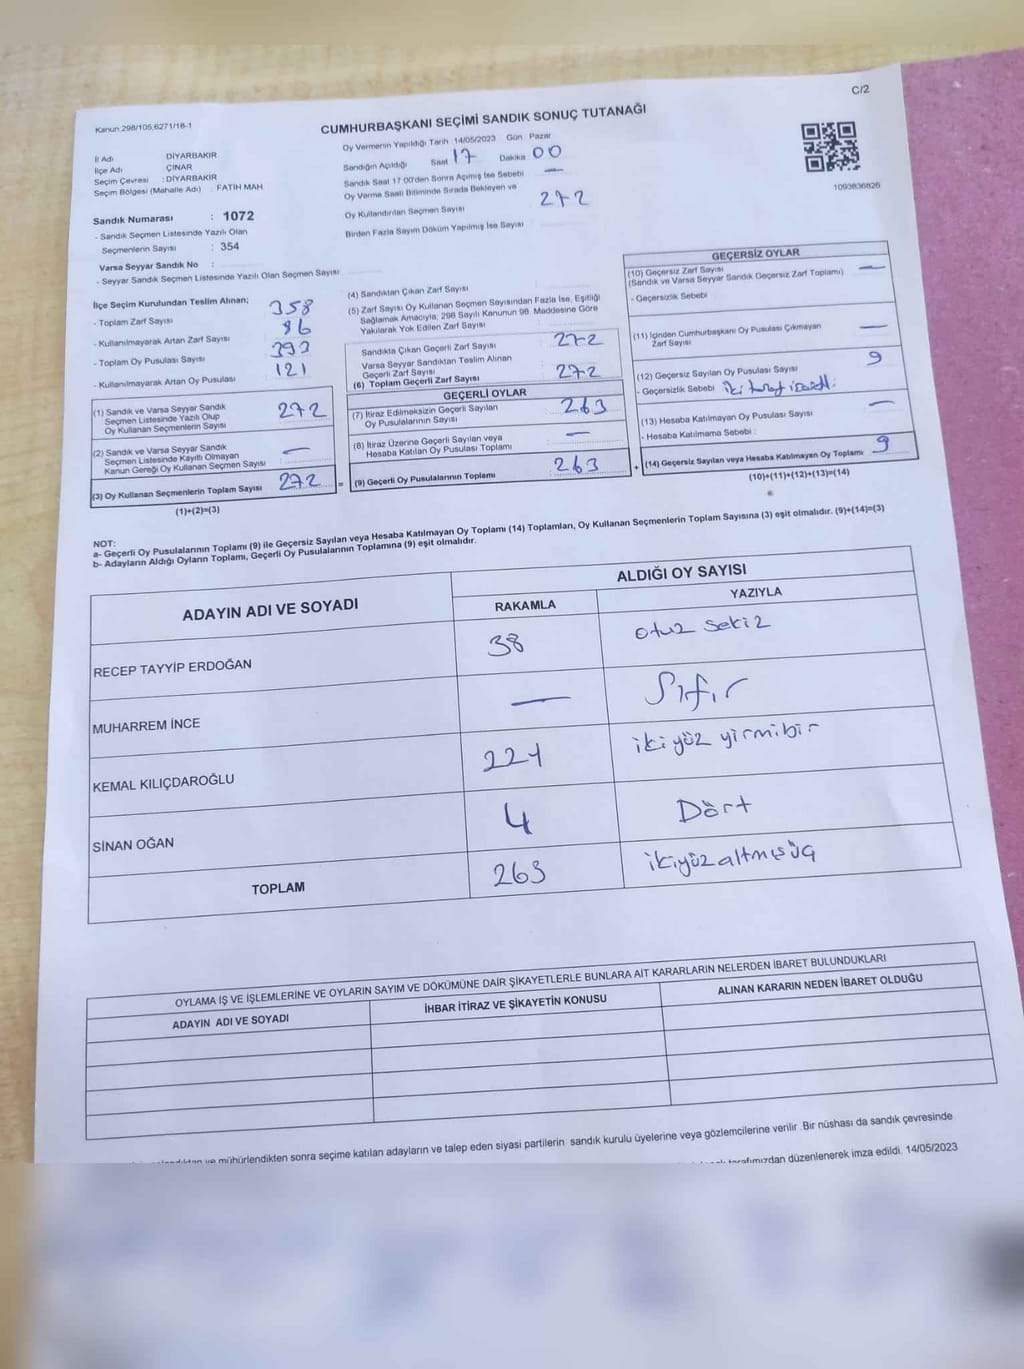 C/2
Kanun:298/105,6271/18-1
CUMHURBAŞKANI SEÇİMİ SANDIK SONUÇ TUTANAĞI
İl Adı DİYARBAKIR
İlçe Adı ÇINAR
Seçim Çevresi : DİYARBAKIR
Seçim Bölgesi (Mahalle Adı) : FATİH MAH
Sandık Numarası : 1072
- Sandık Seçmen Listesinde Yazılı Olan
Seçmenlerin Sayısı : 354
Varsa Seyyar Sandık No :
- Seyyar Sandık Seçmen Listesinde Yazılı Olan Seçmen Sayısı
Oy Vermenin Yapıldığı Tarih 14/05/2023 Gün Pazar
Sandığın Açıldığı Saat 17 Dakika 00
Sandık Saat 17:00'den Sonra Açmış İse Sebebi —
Oy Verme Saati Bitiminde Sırada Bekleyen ve
Oy Kullandırılan Seçmen Sayısı 272
Birden Fazla Sayım Döküm Yapılmış İse Sayısı
1093636626
İlçe Seçim Kurulundan Teslim Alınan;
- Toplam Zarf Sayısı 358
- Kullanılmayarak Artan Zarf Sayısı 86
- Toplam Oy Pusulası Sayısı 393
- Kullanılmayarak Artan Oy Pusulası 121
(1) Sandık ve Varsa Seyyar Sandık
Seçmen Listesinde Yazılı Olup
Oy Kullanan Seçmenlerin Sayısı 272
(2) Sandık ve Varsa Seyyar Sandık
Seçmen Listesinde Kayıtlı Olmayan
Kanun Gereği Oy Kullanan Seçmen Sayısı —
(3) Oy Kullanan Seçmenlerin Toplam Sayısı 272 =
(1)+(2)=(3)
(4) Sandıktan Çıkan Zarf Sayısı
(5) Zarf Sayısı Oy Kullanan Seçmen Sayısından Fazla İse, Eşitliği
Sağlamak Amacıyla, 298 Sayılı Kanunun 98. Maddesine Göre
Yakılarak Yok Edilen Zarf Sayısı
Sandıkta Çıkan Geçerli Zarf Sayısı 272
Varsa Seyyar Sandıktan Teslim Alınan
Geçerli Zarf Sayısı
(6) Toplam Geçerli Zarf Sayısı 272
GEÇERLİ OYLAR
(7) İtiraz Edilmeksizin Geçerli Sayılan
Oy Pusulalarının Sayısı 263
(8) İtiraz Üzerine Geçerli Sayılan veya
Hesaba Katılan Oy Pusulası Toplamı —
(9) Geçerli Oy Pusulalarının Toplamı 263 +
GEÇERSİZ OYLAR
(10) Geçersiz Zarf Sayısı —
(Sandık ve Varsa Seyyar Sandık Geçersiz Zarf Toplamı)
- Geçersizlik Sebebi
(11) İçinden Cumhurbaşkanı Oy Pusulası Çıkmayan
Zarf Sayısı —
(12) Geçersiz Sayılan Oy Pusulası Sayısı 9
- Geçersizlik Sebebi iki taraf
(13) Hesaba Katılmayan Oy Pusulası Sayısı —
- Hesaba Katılmama Sebebi :
(14) Geçersiz Sayılan veya Hesaba Katılmayan Oy Toplamı 9
(10)+(11)+(12)+(13)=(14)
NOT:
a- Geçerli Oy Pusulalarının Toplamı (9) ile Geçersiz Sayılan veya Hesaba Katılmayan Oy Toplamı (14) Toplamları, Oy Kullanan Seçmenlerin Toplam Sayısına (3) eşit olmalıdır. (9)+(14)=(3)
b- Adayların Aldığı Oyların Toplamı, Geçerli Oy Pusulalarının Toplamına (9) eşit olmalıdır.
ADAYIN ADI VE SOYADI ALDIĞI OY SAYISI
RAKAMLA YAZIYLA
RECEP TAYYİP ERDOĞAN 38 otuz sekiz
MUHARREM İNCE — Sıfır
KEMAL KILIÇDAROĞLU 221 iki yüz yirmibir
SİNAN OĞAN 4 Dört
TOPLAM 263 ikiyüzaltmışüç
OYLAMA İŞ VE İŞLEMLERİNE VE OYLARIN SAYIM VE DÖKÜMÜNE DAİR ŞİKAYETLERLE BUNLARA AİT KARARLARIN NELERDEN İBARET BULUNDUKLARI
ADAYIN ADI VE SOYADI İHBAR İTİRAZ VE ŞİKAYETİN KONUSU ALINAN KARARIN NEDEN İBARET OLDUĞU
ve mühürlendikten sonra seçime katılan adayların ve talep eden siyasi partilerin sandık kurulu üyelerine veya gözlemcilerine verilir .Bir nüshası da sandık çevresinde
tarafımızdan düzenlenerek imza edildi. 14/05/2023